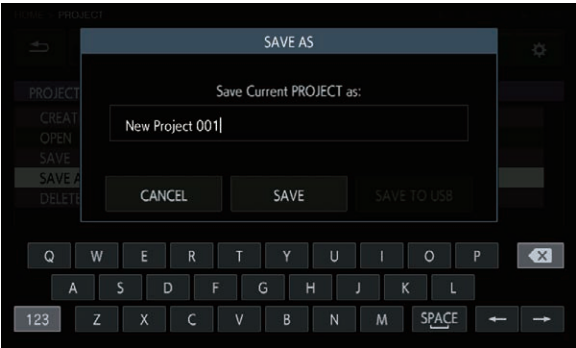 HOME > PROJECT
SAVE AS
PROJECT
Save Current PROJECT as:
CREAT
New Project 001
OPEN
SAVE
SAVE A
DELETE
CANCEL
SAVE
SAVE TO USB
Q W E R T Y U I O P
A S D F G H J K L
123 Z X C V B N M SPACE